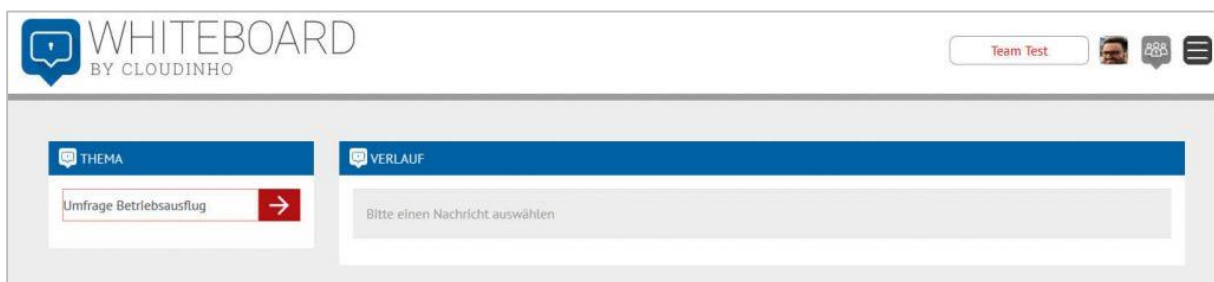 WHITEBOARD
BY CLOUDINHO
Team Test
THEMA
VERLAUF
Umfrage Betriebsausflug
Bitte einen Nachricht auswählen